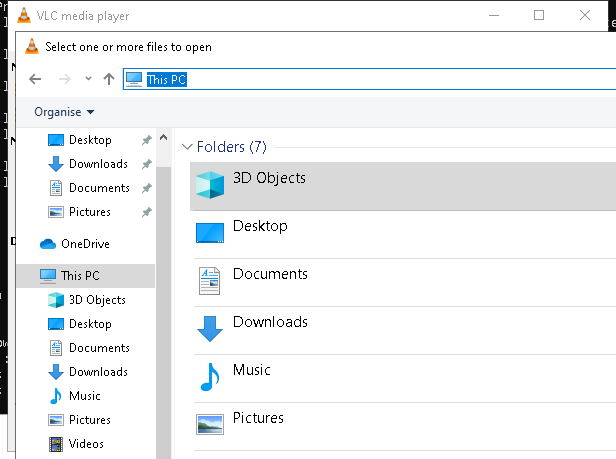 VLC media player
Select one or more files to open
This PC
Organise
Desktop
Downloads
Documents
Pictures
OneDrive
This PC
3D Objects
Desktop
Documents
Downloads
Music
Pictures
Videos
Folders (7)
3D Objects
Desktop
Documents
Downloads
Music
Pictures